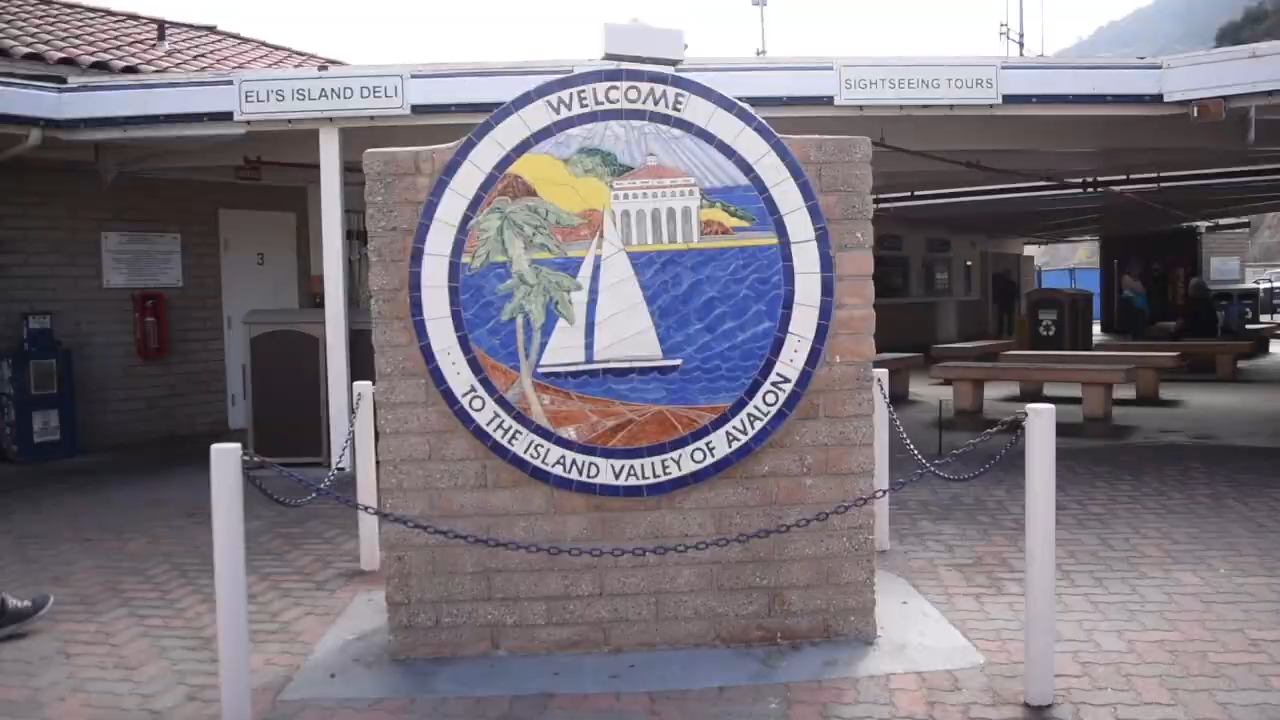 ELI'S ISLAND DELI
SIGHTSEEING TOURS
WELCOME
TO THE ISLAND VALLEY OF AVALON
3